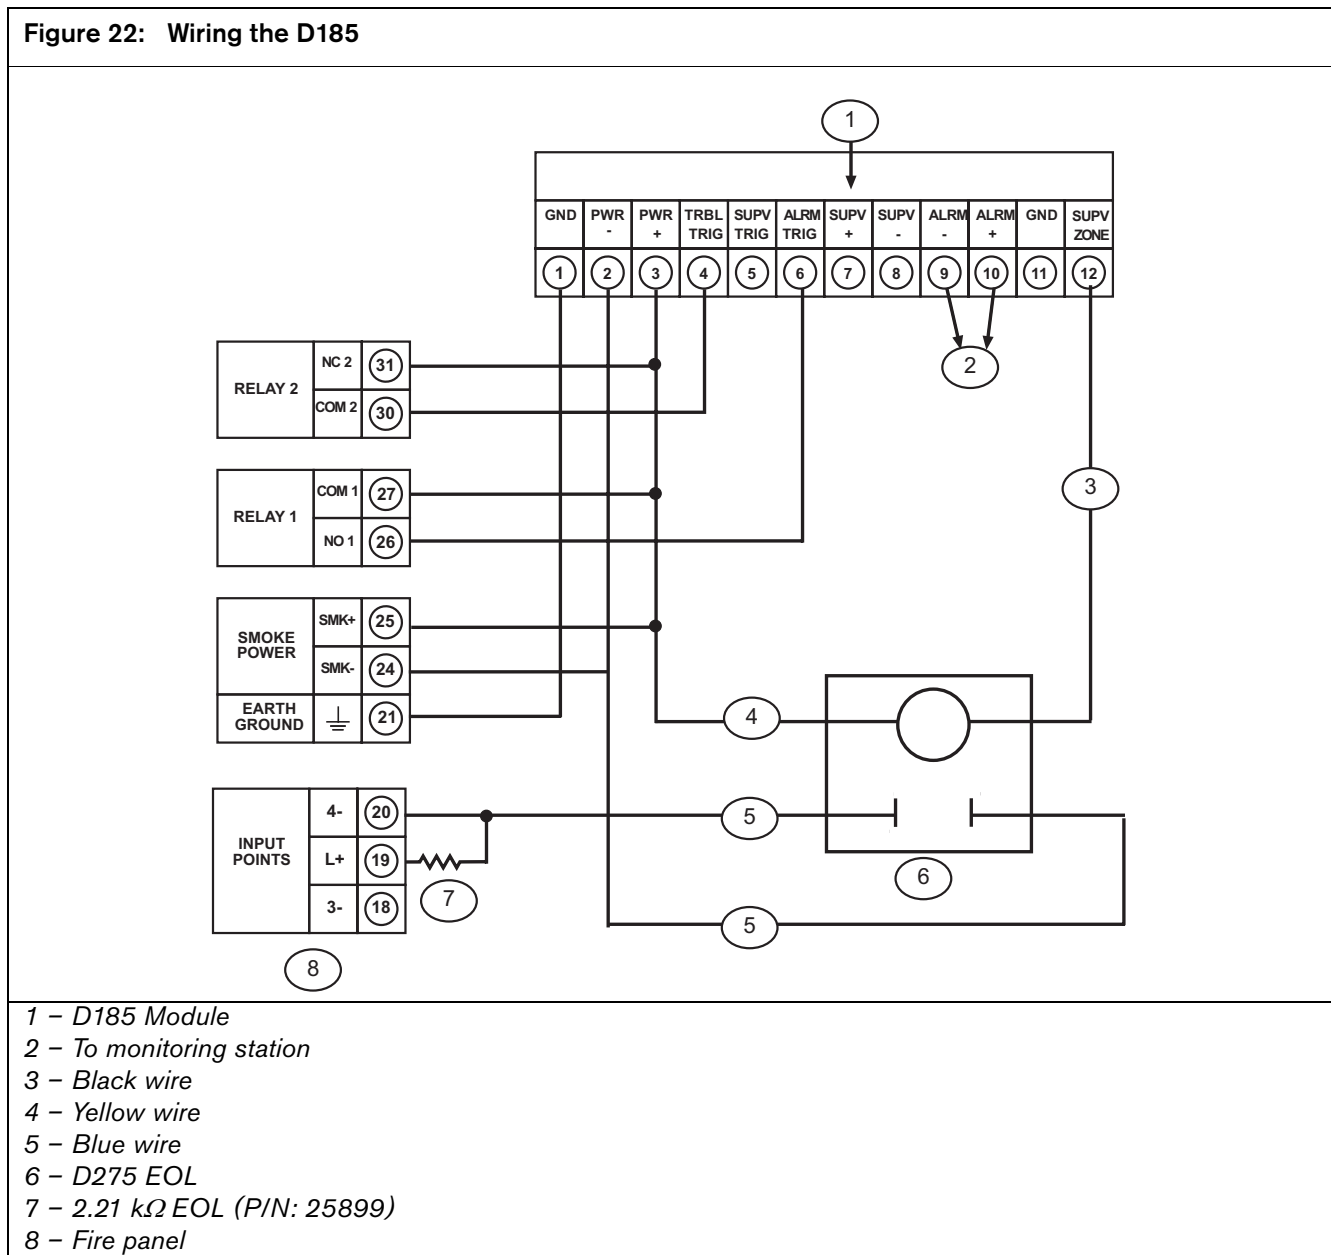 Figure 22: Wiring the D185
1
GND PWR - PWR + TRBL TRIG SUPV TRIG ALRM TRIG SUPV + SUPV - ALRM - ALRM + GND SUPV ZONE
1 2 3 4 5 6 7 8 9 10 11 12
2
3
RELAY 2
NC 2 31
COM 2 30
RELAY 1
COM 1 27
NO 1 26
SMOKE POWER
SMK+ 25
SMK- 24
EARTH GROUND
21
4
5
6
5
INPUT POINTS
4- 20
L+ 19
3- 18
7
8
1 – D185 Module
2 – To monitoring station
3 – Black wire
4 – Yellow wire
5 – Blue wire
6 – D275 EOL
7 – 2.21 kΩ EOL (P/N: 25899)
8 – Fire panel